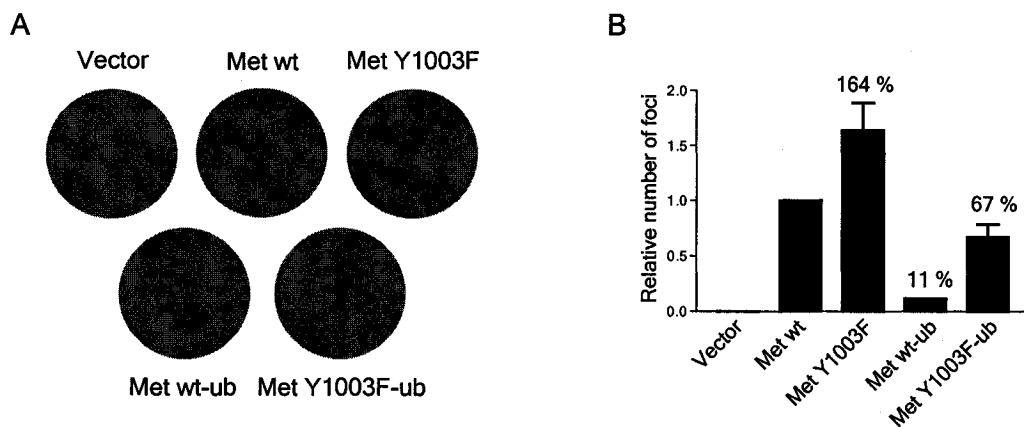 A
Vector
Met wt
Met Y1003F
Met wt-ub
Met Y1003F-ub
B
Relative number of foci
2.0
1.5
1.0
0.5
0.0
164 %
11 %
67 %
Vector
Met wt
Met Y1003F
Met wt-ub
Met Y1003F-ub